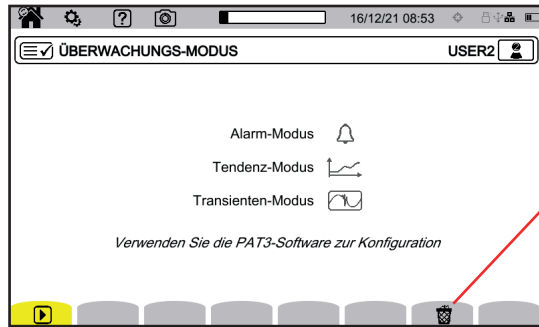 16/12/21 08:53
ÜBERWACHUNGS-MODUS USER2
Alarm-Modus
Tendenz-Modus
Transienten-Modus
Verwenden Sie die PAT3-Software zur Konfiguration